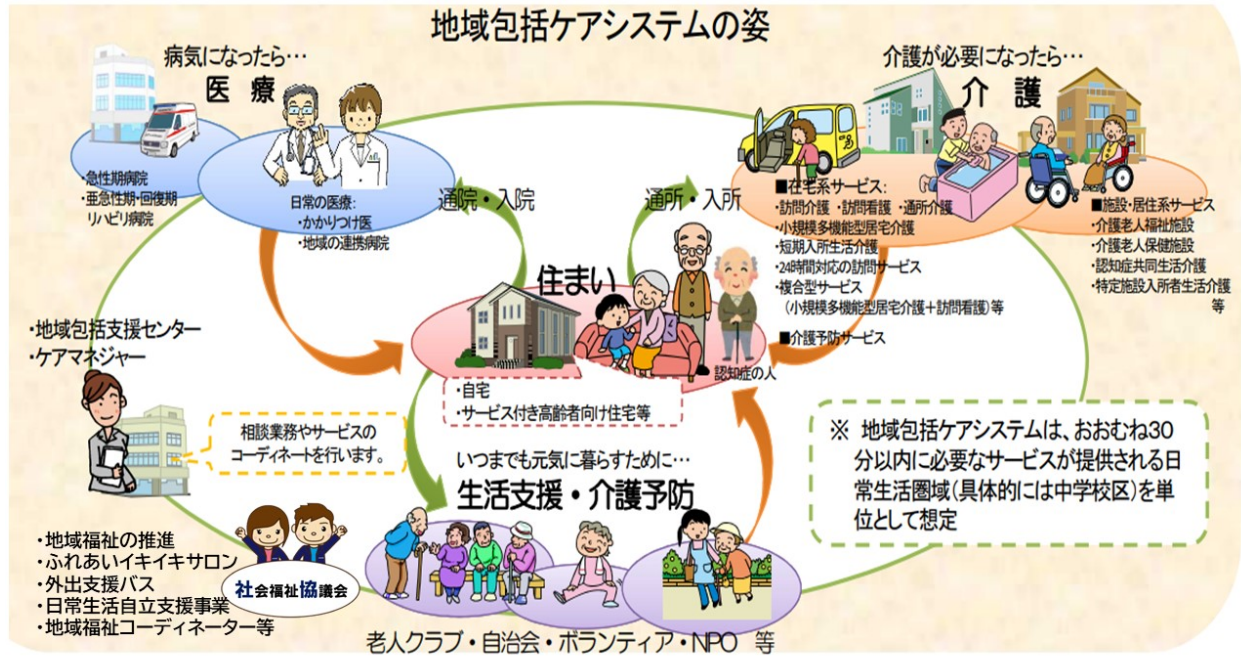 地域包括ケアシステムの姿
病気になったら…
医療
・急性期病院
・亜急性期・回復期
リハビリ病院
日常の医療:
・かかりつけ医
・地域の連携病院
通院・入院
通所・入所
介護が必要になったら…
介護
■在宅系サービス:
・訪問介護 ・訪問看護 ・通所介護
・小規模多機能型居宅介護
・短期入所生活介護
・24時間対応の訪問サービス
・複合型サービス
（小規模多機能型居宅介護＋訪問看護）等
■介護予防サービス
■施設・居住系サービス
・介護老人福祉施設
・介護老人保健施設
・認知症共同生活介護
・特定施設入所者生活介護
等
住まい
認知症の人
・自宅
・サービス付き高齢者向け住宅等
・地域包括支援センター
・ケアマネジャー
相談業務やサービスの
コーディネートを行います。
いつまでも元気に暮らすために…
生活支援・介護予防
※ 地域包括ケアシステムは、おおむね30
分以内に必要なサービスが提供される日
常生活圏域（具体的には中学校区）を単
位として想定
・地域福祉の推進
・ふれあいイキイキサロン
・外出支援バス
・日常生活自立支援事業
・地域福祉コーディネーター等
社会福祉協議会
老人クラブ・自治会・ボランティア・NPO 等